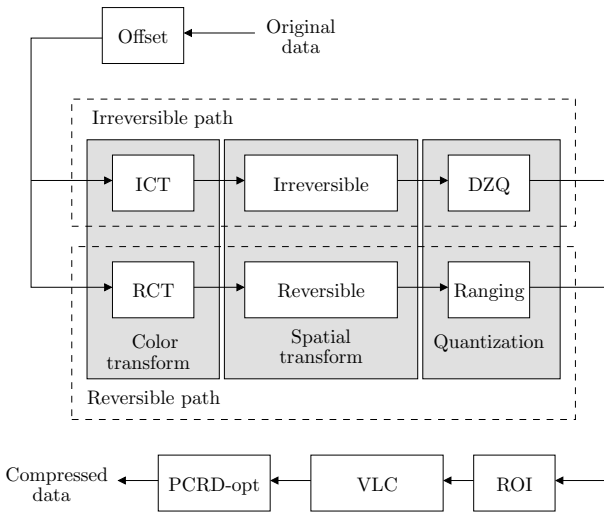 Offset
Original
data
Irreversible path
ICT
Irreversible
DZQ
RCT
Reversible
Ranging
Color
transform
Spatial
transform
Quantization
Reversible path
Compressed
data
PCRD-opt
VLC
ROI